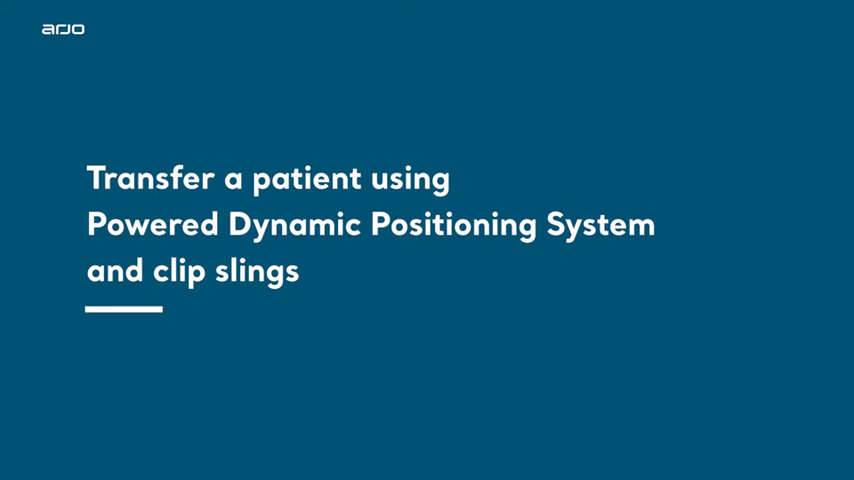 arjo
Transfer a patient using
Powered Dynamic Positioning System
and clip slings